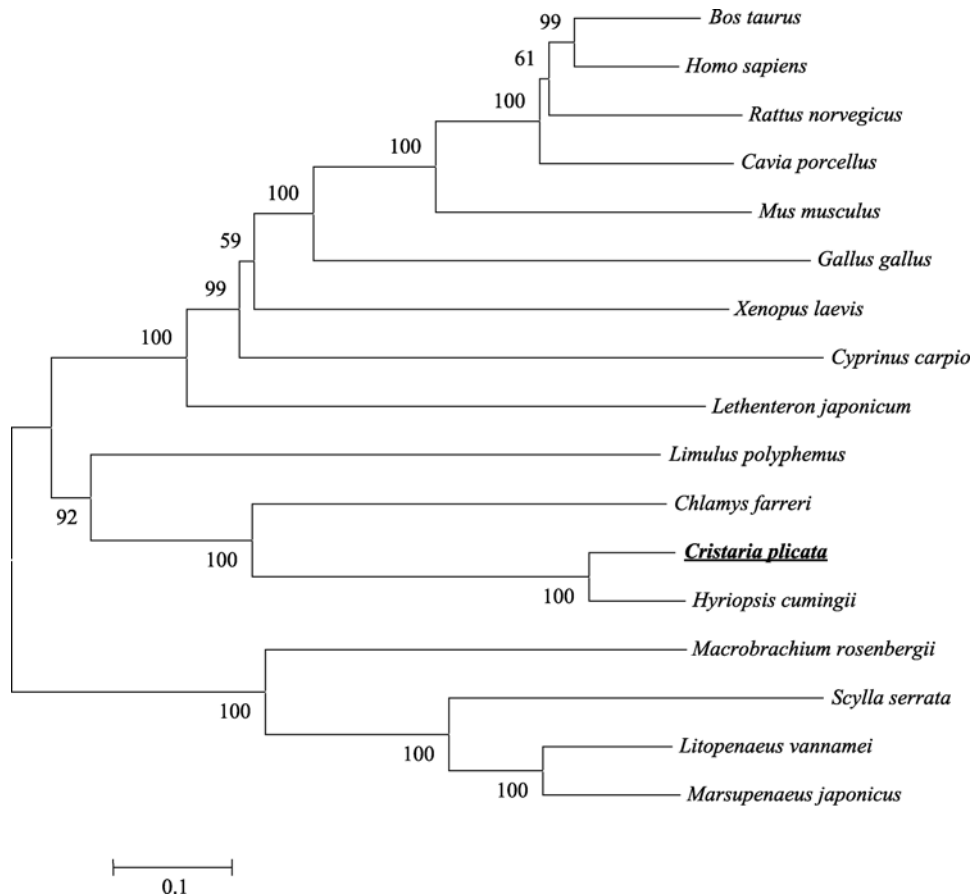 Bos taurus
99
Homo sapiens
61
Rattus norvegicus
100
Cavia porcellus
100
Mus musculus
100
Gallus gallus
59
Xenopus laevis
99
Cyprinus carpio
100
Lethenteron japonicum
Limulus polyphemus
92
Chlamys farreri
100
Cristaria plicata
100
Hyriopsis cumingii
Macrobrachium rosenbergii
100
Scylla serrata
100
Litopenaeus vannamei
100
Marsupenaeus japonicus
0.1